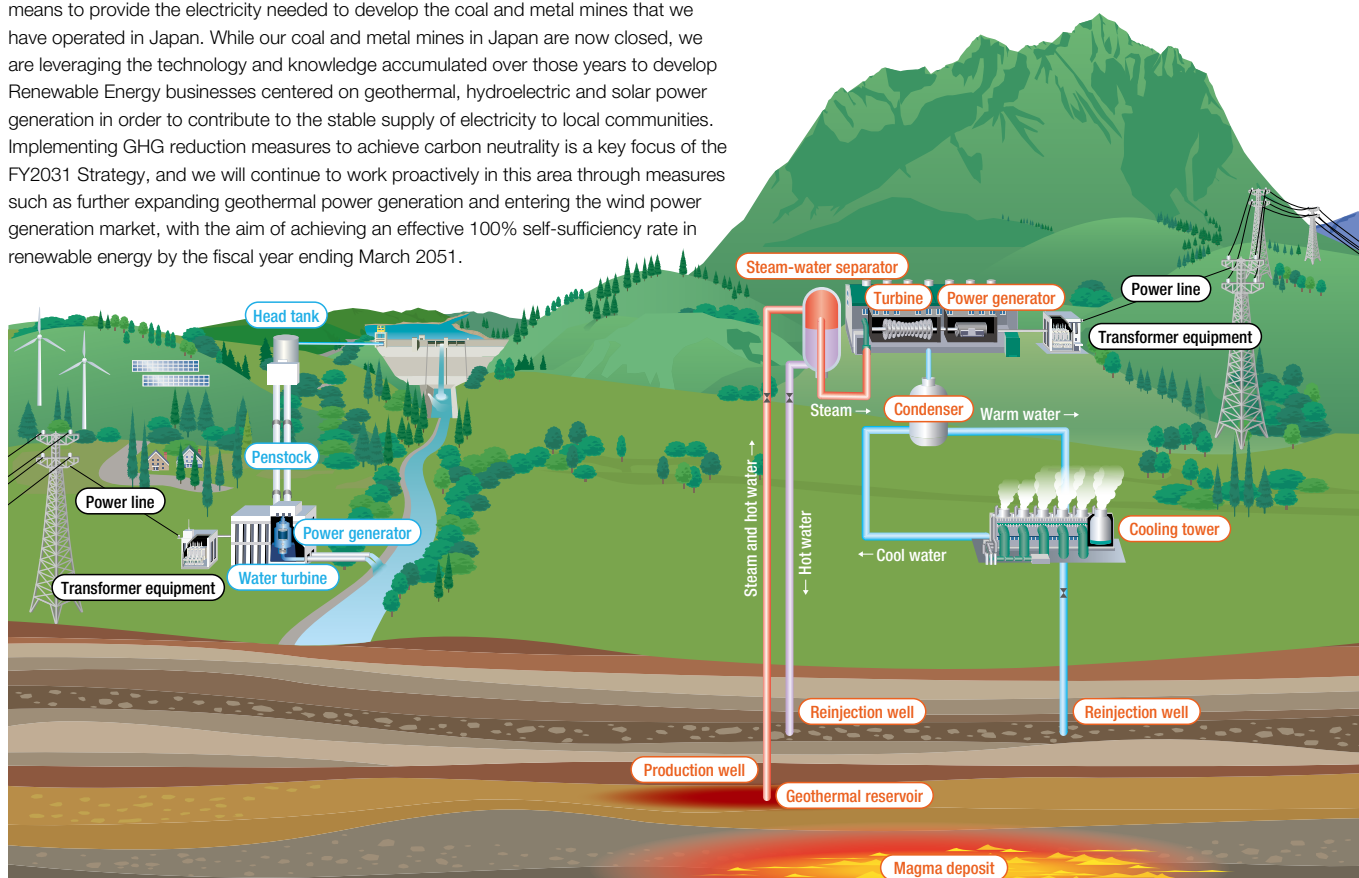 means to provide the electricity needed to develop the coal and metal mines that we
have operated in Japan. While our coal and metal mines in Japan are now closed, we
are leveraging the technology and knowledge accumulated over those years to develop
Renewable Energy businesses centered on geothermal, hydroelectric and solar power
generation in order to contribute to the stable supply of electricity to local communities.
Implementing GHG reduction measures to achieve carbon neutrality is a key focus of the
FY2031 Strategy, and we will continue to work proactively in this area through measures
such as further expanding geothermal power generation and entering the wind power
generation market, with the aim of achieving an effective 100% self-sufficiency rate in
renewable energy by the fiscal year ending March 2051.
Head tank
Penstock
Power line
Power generator
Water turbine
Transformer equipment
Steam-water separator
Turbine
Power generator
Power line
Transformer equipment
Steam →
Condenser
Warm water →
Cooling tower
← Cool water
Steam and hot water →
← Hot water
Reinjection well
Reinjection well
Production well
Geothermal reservoir
Magma deposit